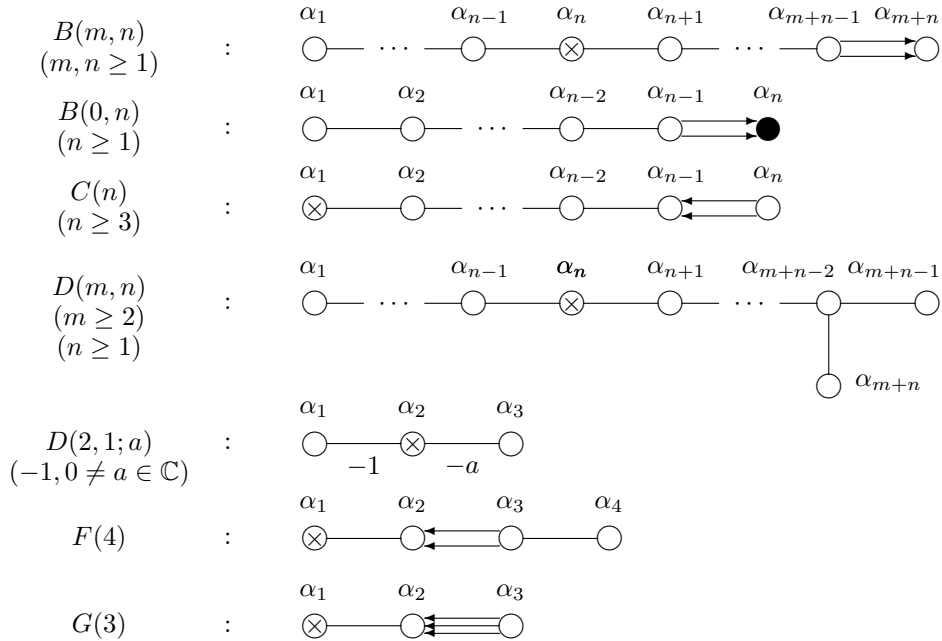 α₁ αₙ₋₁ αₙ αₙ₊₁ αₘ₊ₙ₋₁ αₘ₊ₙ
B(m, n) : ⋯ ⋯
(m, n ≥ 1)
α₁ α₂ αₙ₋₂ αₙ₋₁ αₙ
B(0, n) : ⋯
(n ≥ 1)
α₁ α₂ αₙ₋₂ αₙ₋₁ αₙ
C(n) : ⋯
(n ≥ 3)
α₁ αₙ₋₁ αₙ αₙ₊₁ αₘ₊ₙ₋₂ αₘ₊ₙ₋₁
D(m, n) : ⋯ ⋯
(m ≥ 2)
(n ≥ 1)
αₘ₊ₙ
α₁ α₂ α₃
D(2, 1; a) :
−1 −a
(−1, 0 ≠ a ∈ ℂ)
α₁ α₂ α₃ α₄
F(4) :
α₁ α₂ α₃
G(3) :